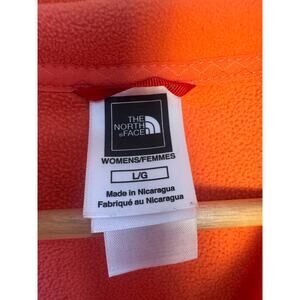 THE
NORTH
FACE
WOMENS/FEMMES
L/G
Made in Nicaragua
Fabriqué au Nicaragua